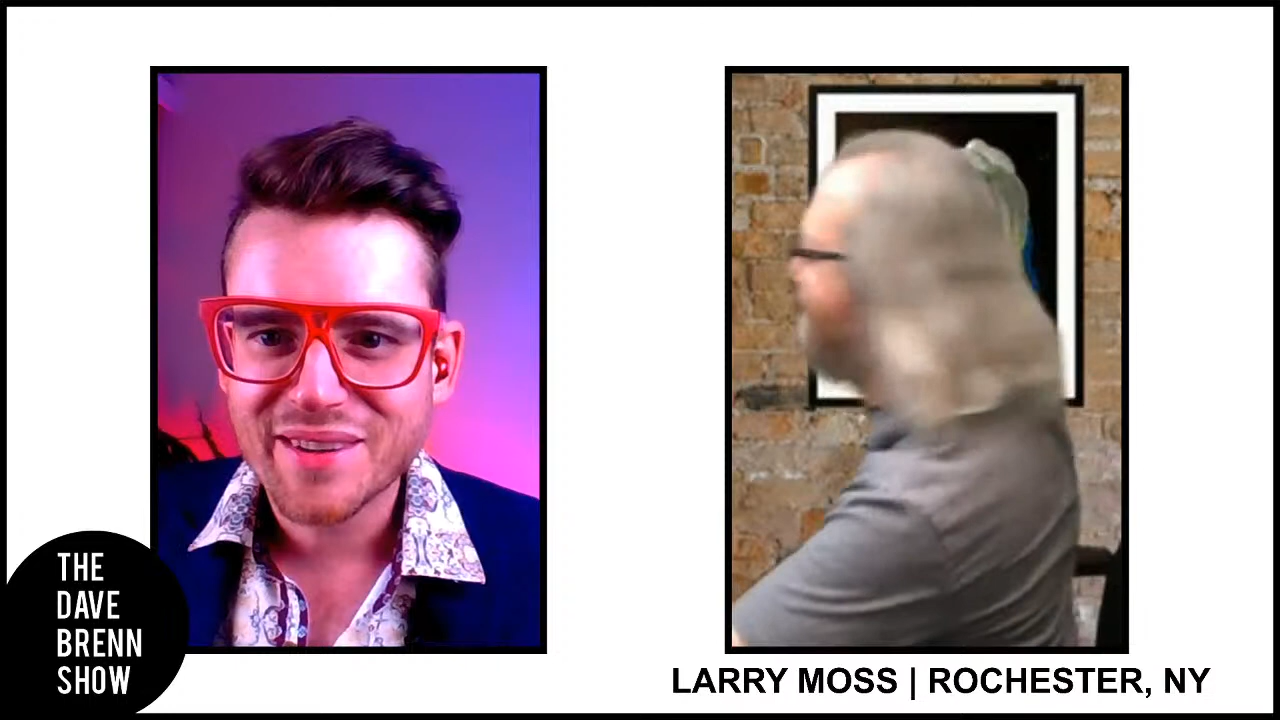 THE
DAVE
BRENN
SHOW
LARRY MOSS | ROCHESTER, NY